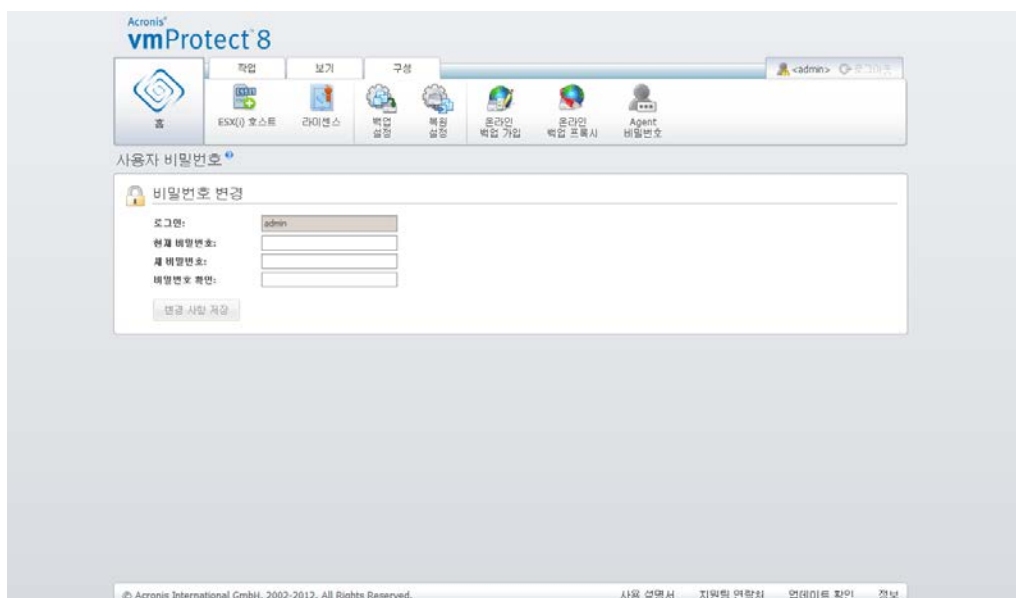 Acronis®
vmProtect 8
작업
보기
구성
<admin>
로그아웃
홈
ESX(i) 호스트
라이센스
백업
설정
복원
설정
온라인
백업 가입
온라인
백업 프록시
Agent
비밀번호
사용자 비밀번호
비밀번호 변경
로그인:
admin
현재 비밀번호:
새 비밀번호:
비밀번호 확인:
변경 사항 저장
© Acronis International GmbH, 2002-2012. All Rights Reserved.
사용 설명서
지원팀 연락처
업데이트 확인
정보